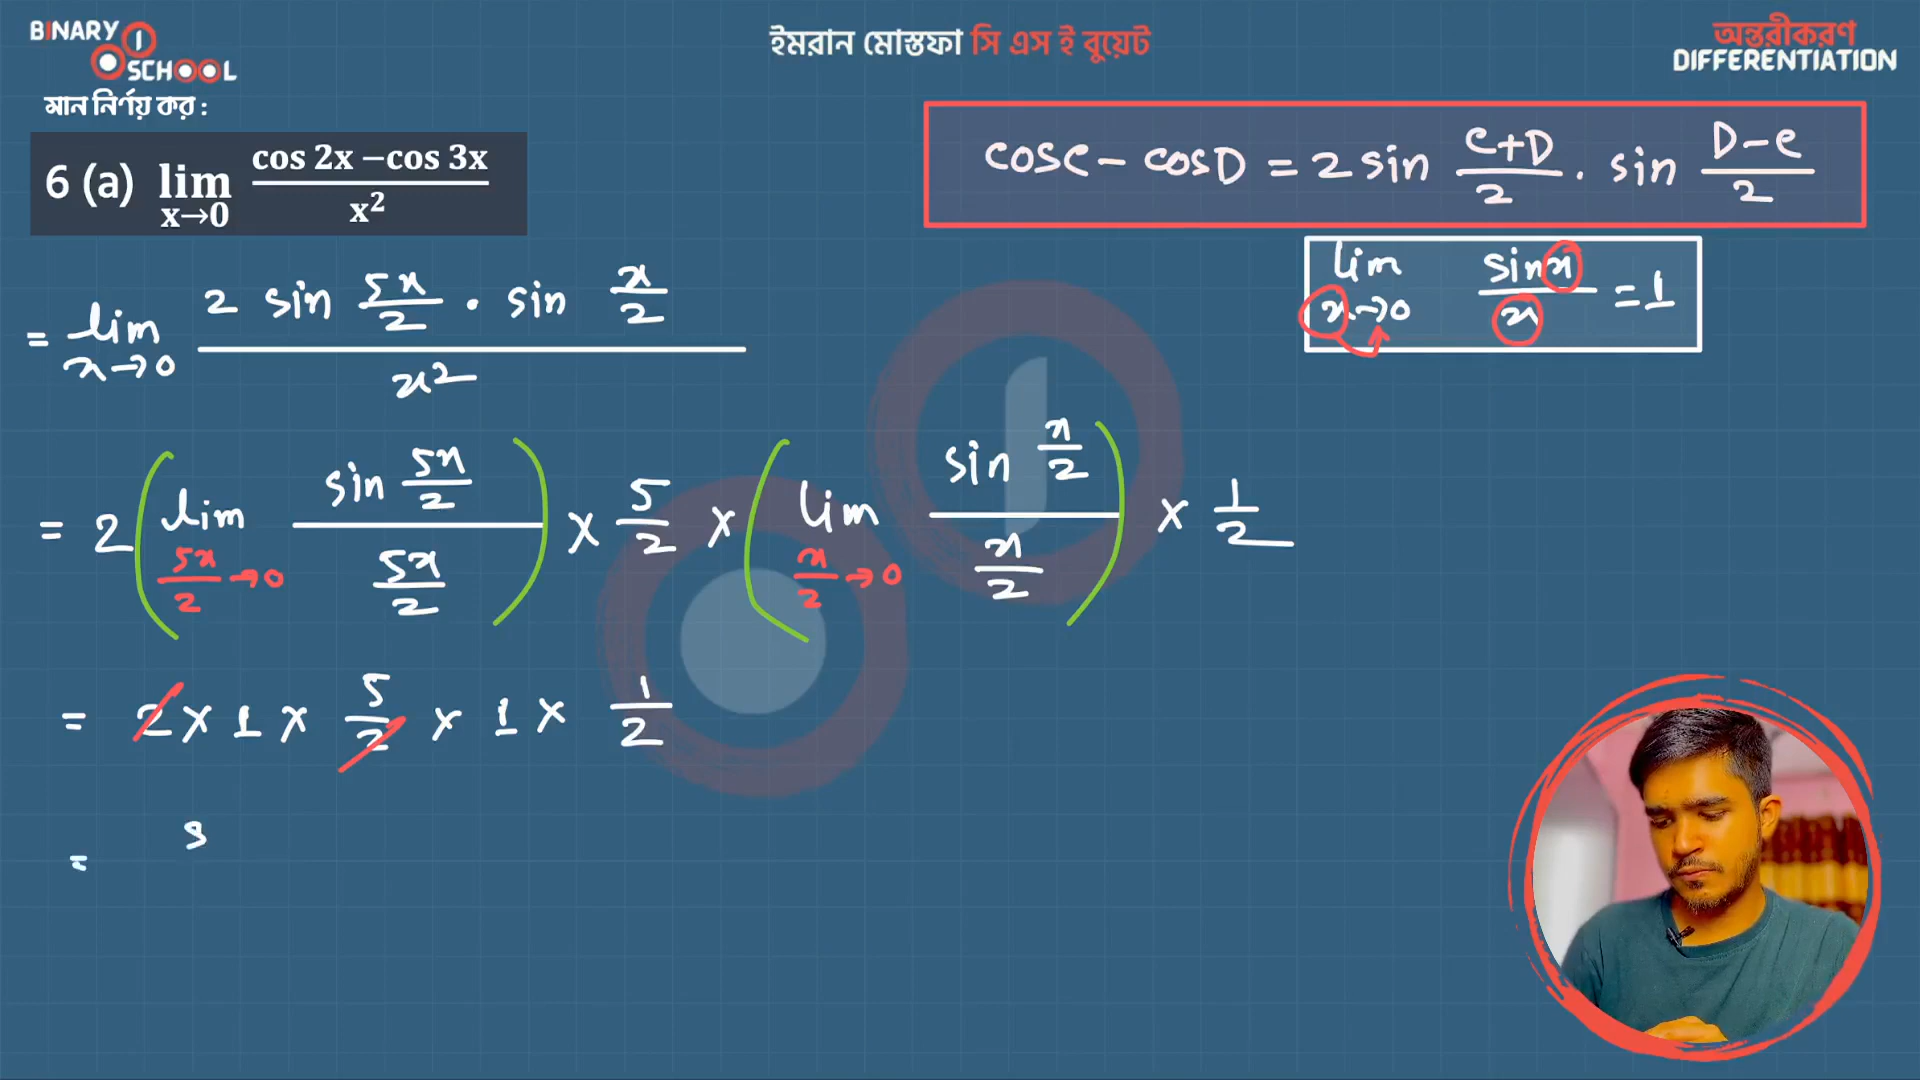 BINARY SCHOOL
ইমরান মোস্তফা সি এস ই বুয়েট
অন্তরীকরণ
DIFFERENTIATION
মান নির্ণয় কর :
6 (a) lim x→0 (cos 2x −cos 3x) / x²
cosC − cosD = 2 sin (C+D)/2 . sin (D−C)/2
lim x→0 sinx / x = 1
= lim x→0 (2 sin 5x/2 . sin x/2) / x²
= 2 ( lim 5x/2→0 (sin 5x/2) / (5x/2) ) × 5/2 × ( lim x/2→0 (sin x/2) / (x/2) ) × 1/2
= 2 × 1 × 5/2 × 1 × 1/2
=